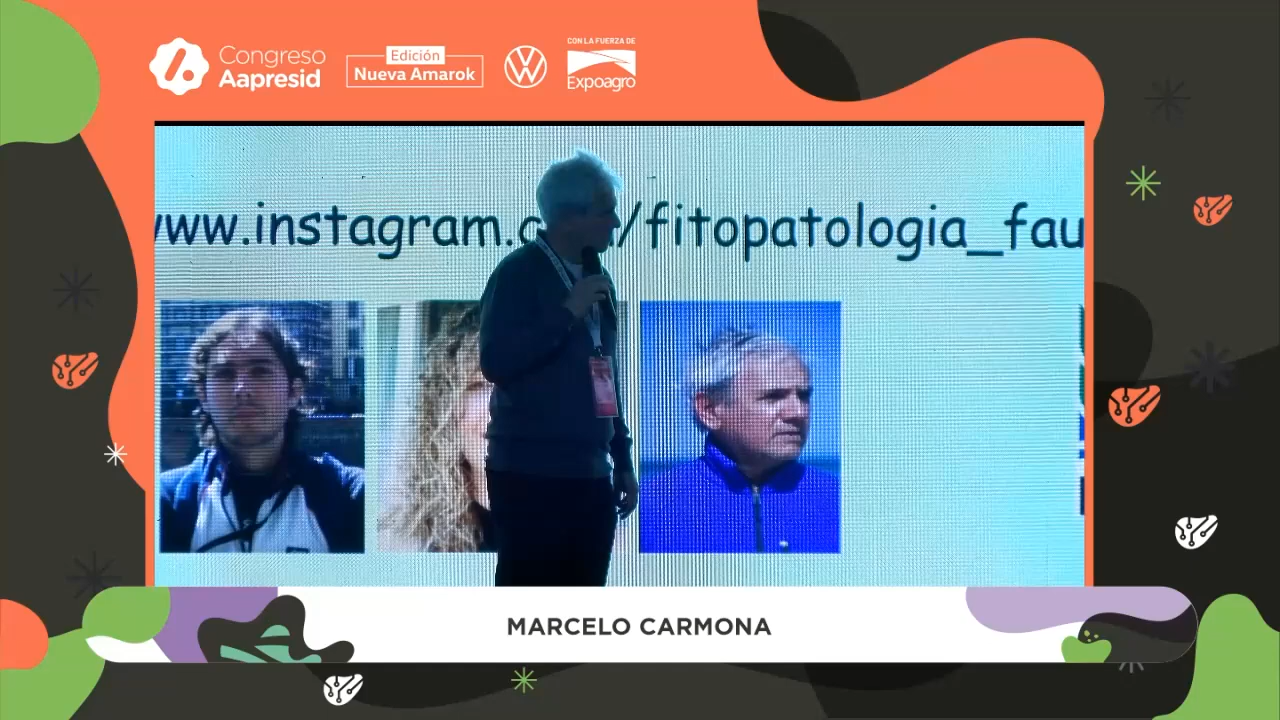 Congreso
Aapresid
Edición
Nueva Amarok
CON LA FUERZA DE
Expoagro
www.instagram.c /fitopatologia_fau
MARCELO CARMONA